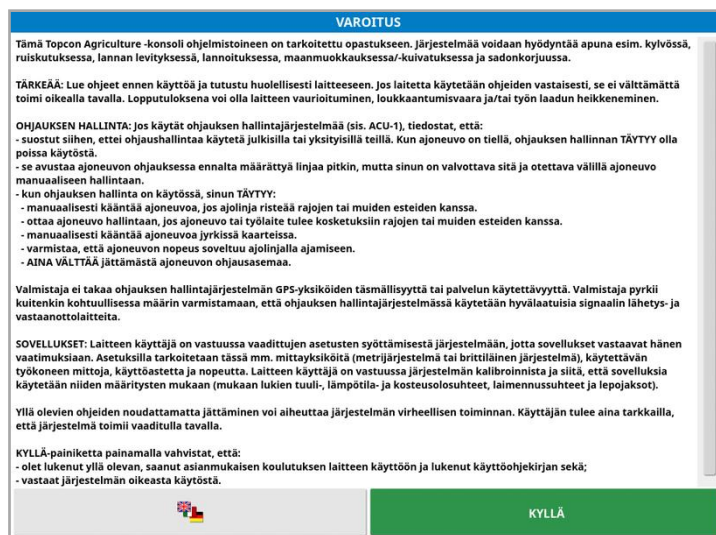 VAROITUS
Tämä Topcon Agriculture -konsoli ohjelmistoineen on tarkoitettu opastukseen. Järjestelmää voidaan hyödyntää apuna esim. kylvössä,
ruiskutuksessa, lannan levityksessä, lannoituksessa, maanmuokkauksessa/-kuivatuksessa ja sadonkorjuussa.
TÄRKEÄÄ: Lue ohjeet ennen käyttöä ja tutustu huolellisesti laitteeseen. Jos laitetta käytetään ohjeiden vastaisesti, se ei välttämättä
toimi oikealla tavalla. Lopputuloksena voi olla laitteen vaurioituminen, loukkaantumisvaara ja/tai työn laadun heikkeneminen.
OHJAUKSEN HALLINTA: Jos käytät ohjauksen hallintajärjestelmää (sis. ACU-1), tiedostat, että:
- suostut siihen, ettei ohjaushallintaa käytetä julkisilla tai yksityisillä teillä. Kun ajoneuvo on tiellä, ohjauksen hallinnan TÄYTYY olla
poissa käytöstä.
- se avustaa ajoneuvon ohjauksessa ennalta määrättyä linjaa pitkin, mutta sinun on valvottava sitä ja otettava välillä ajoneuvo
manuaaliseen hallintaan.
- kun ohjauksen hallinta on käytössä, sinun TÄYTYY:
- manuaalisesti kääntää ajoneuvoa, jos ajolinja risteää rajojen tai muiden esteiden kanssa.
- ottaa ajoneuvo hallintaan, jos ajoneuvo tai työlaite tulee kosketuksiin rajojen tai muiden esteiden kanssa.
- manuaalisesti kääntää ajoneuvoa jyrkissä kaarteissa.
- varmistaa, että ajoneuvon nopeus soveltuu ajolinjalla ajamiseen.
- AINA VÄLTTÄÄ jättämästä ajoneuvon ohjausasemaa.
Valmistaja ei takaa ohjauksen hallintajärjestelmän GPS-yksiköiden täsmällisyyttä tai palvelun käytettävyyttä. Valmistaja pyrkii
kuitenkin kohtuullisessa määrin varmistamaan, että ohjauksen hallintajärjestelmässä käytetään hyvälaatuisia signaalin lähetys- ja
vastaanottolaitteita.
SOVELLUKSET: Laitteen käyttäjä on vastuussa vaadittujen asetusten syöttämisestä järjestelmään, jotta sovellukset vastaavat hänen
vaatimuksiaan. Asetuksilla tarkoitetaan tässä mm. mittayksiköitä (metrijärjestelmä tai brittiläinen järjestelmä), käytettävän
työkoneen mittoja, käyttöastetta ja nopeutta. Laitteen käyttäjä on vastuussa järjestelmän kalibroinnista ja siitä, että sovelluksia
käytetään niiden määritysten mukaan (mukaan lukien tuuli-, lämpötila- ja kosteusolosuhteet, laimennussuhteet ja lepojaksot).
Yllä olevien ohjeiden noudattamatta jättäminen voi aiheuttaa järjestelmän virheellisen toiminnan. Käyttäjän tulee aina tarkkailla,
että järjestelmä toimii vaaditulla tavalla.
KYLLÄ-painiketta painamalla vahvistat, että:
- olet lukenut yllä olevan, saanut asianmukaisen koulutuksen laitteen käyttöön ja lukenut käyttöohjekirjan sekä;
- vastaat järjestelmän oikeasta käytöstä.
KYLLÄ